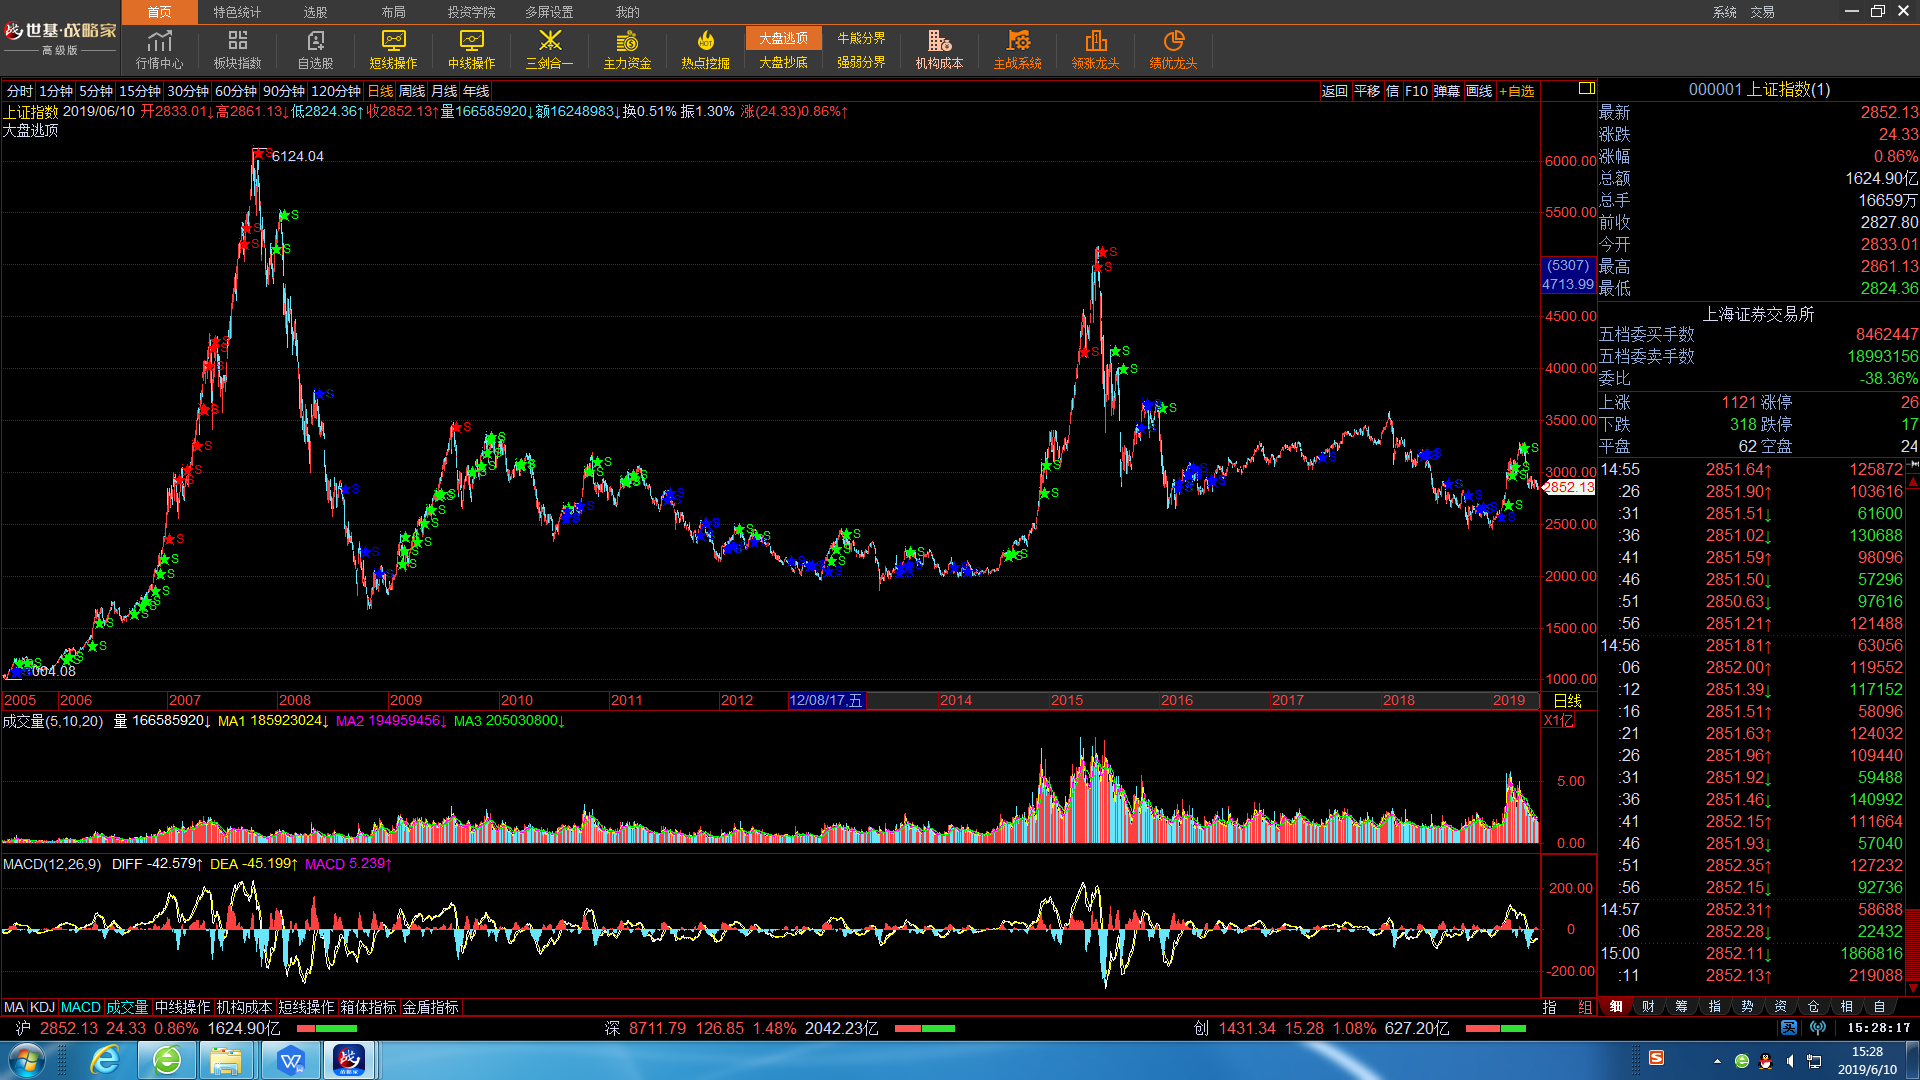 世基·战略家
高级版
首页 特色统计 选股 布局 投资学院 多屏设置 我的 系统 交易
行情中心 板块指数 自选股 短线操作 中线操作 三剑合一 主力资金 热点挖掘 大盘逃顶 大盘抄底 牛熊分界 强弱分界 机构成本 主战系统 领涨龙头 绩优龙头
分时 1分钟 5分钟 15分钟 30分钟 60分钟 90分钟 120分钟 日线 周线 月线 年线 返回 平移 信 F10 弹幕 画线 +自选
上证指数 2019/06/10 开2833.01↓高2861.13↓低2824.36↑收2852.13↑量166585920↓额16248983↓换0.51% 振1.30% 涨(24.33)0.86%↑
大盘逃顶
6124.04
004.08
6000.00
5500.00
(5307)
4713.99
4500.00
4000.00
3500.00
3000.00
2852.13
2500.00
2000.00
1500.00
1000.00
2005 2006 2007 2008 2009 2010 2011 2012 12/08/17,五 2014 2015 2016 2017 2018 2019 日线
成交量(5,10,20) 量 166585920↓ MA1 185923024↓ MA2 194959456↓ MA3 205030800↓ X1亿
5.00
0.00
MACD(12,26,9) DIFF -42.579↑ DEA -45.199↑ MACD 5.239↑
200.00
0
-200.00
MA KDJ MACD 成交量 中线操作 机构成本 短线操作 箱体指标 金盾指标 指 组
000001 上证指数(1)
最新 2852.13
涨跌 24.33
涨幅 0.86%
总额 1624.90亿
总手 16659万
前收 2827.80
今开 2833.01
最高 2861.13
最低 2824.36
上海证券交易所
五档委买手数 8462447
五档委卖手数 18993156
委比 -38.36%
上涨 1121 涨停 26
下跌 318 跌停 17
平盘 62 空盘 24
14:55 2851.64↑ 125872
:26 2851.90↑ 103616
:31 2851.51↓ 61600
:36 2851.02↓ 130688
:41 2851.59↑ 98096
:46 2851.50↓ 57296
:51 2850.63↓ 97616
:56 2851.21↑ 121488
14:56 2851.81↑ 63056
:06 2852.00↑ 119552
:12 2851.39↓ 117152
:16 2851.51↑ 58096
:21 2851.63↑ 124032
:26 2851.96↑ 109440
:31 2851.92↓ 59488
:36 2851.46↓ 140992
:41 2852.15↑ 111664
:46 2851.93↓ 57040
:51 2852.35↑ 127232
:56 2852.15↓ 92736
14:57 2852.31↑ 58688
:06 2852.28↓ 22432
15:00 2852.11↓ 1866816
:11 2852.13↑ 219088
细 财 筹 指 势 资 仓 相 自
沪 2852.13 24.33 0.86% 1624.90亿 深 8711.79 126.85 1.48% 2042.23亿 创 1431.34 15.28 1.08% 627.20亿 买 15:28:17
15:28
2019/6/10